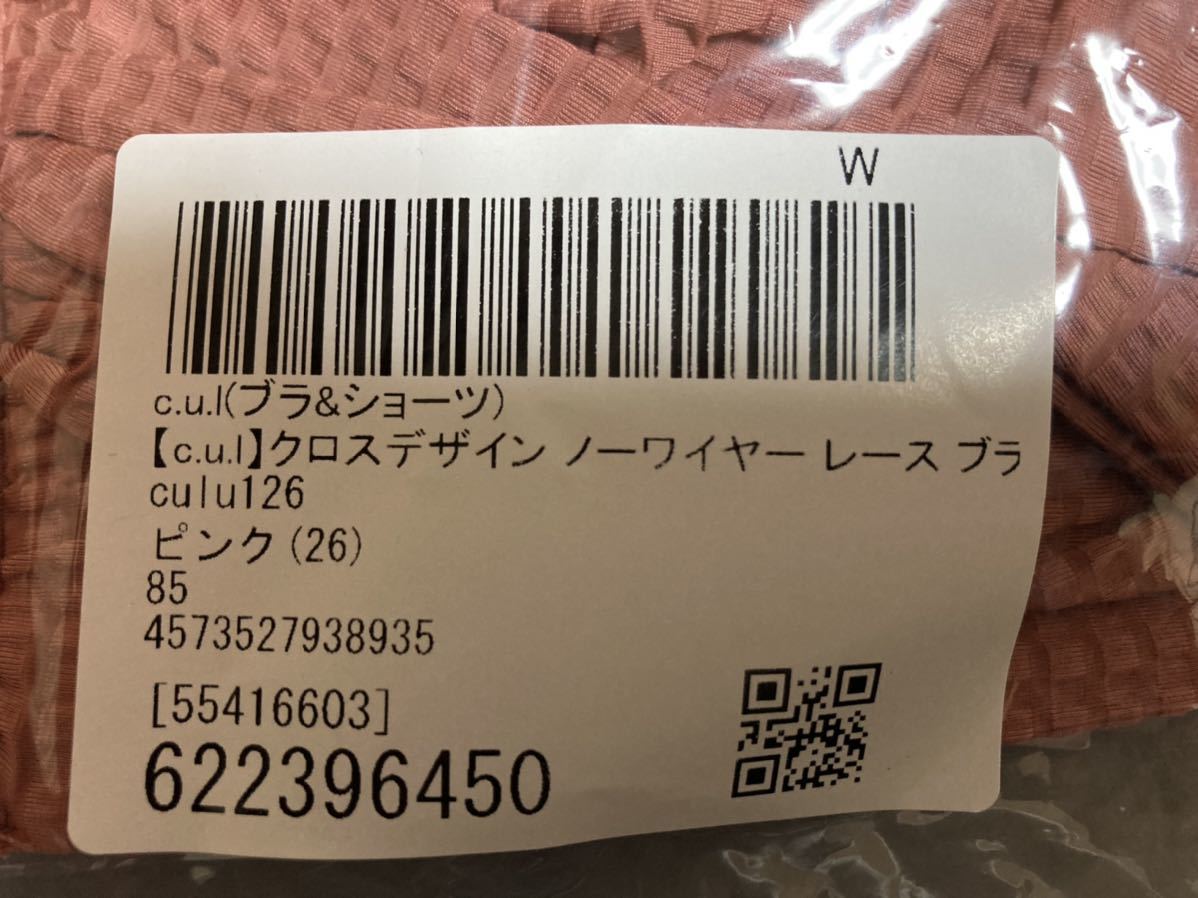 W
c.u.l(ブラ&ショーツ)
【c.u.l】クロスデザイン ノーワイヤー レース ブラ
culu126
ピンク(26)
85
4573527938935
[55416603]
622396450